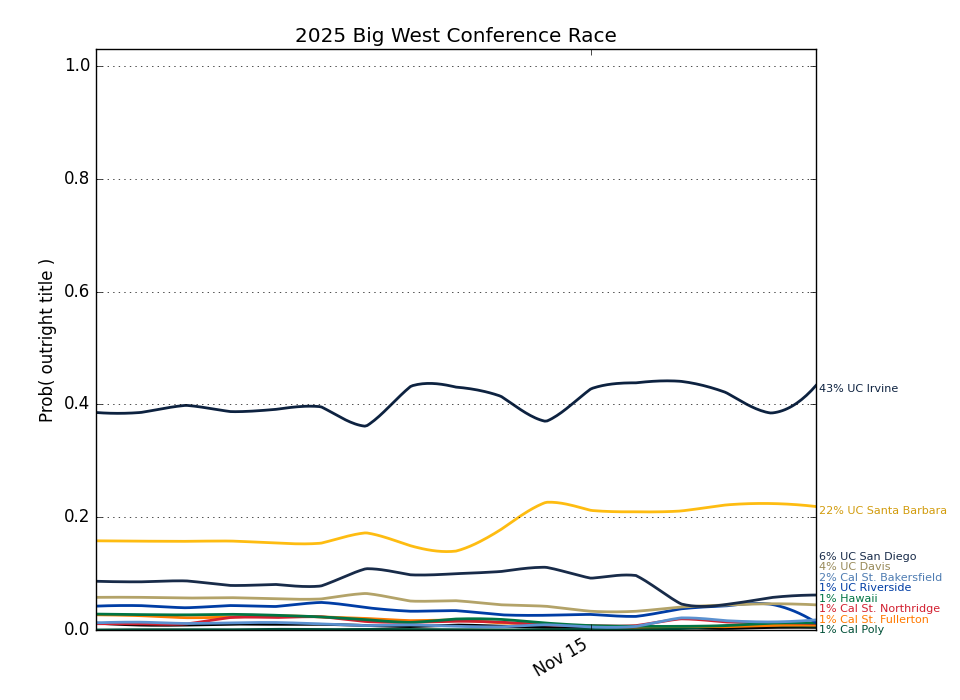 2025 Big West Conference Race
1.0
0.8
0.6
0.4
0.2
0.0
Prob( outright title )
Nov 15
43% UC Irvine
22% UC Santa Barbara
6% UC San Diego
4% UC Davis
2% Cal St. Bakersfield
1% UC Riverside
1% Hawaii
1% Cal St. Northridge
1% Cal St. Fullerton
1% Cal Poly